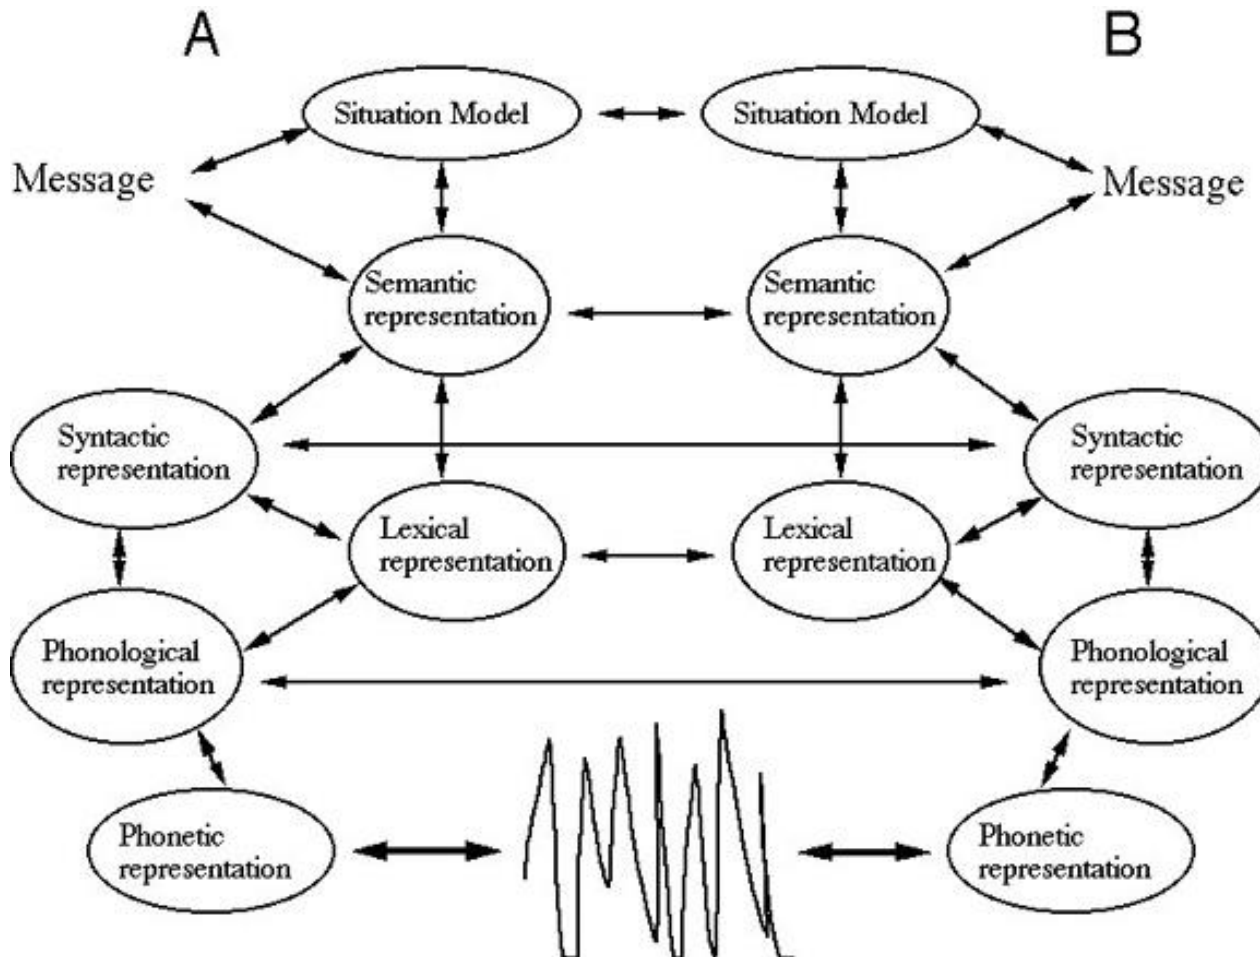 A
B
Situation Model
Situation Model
Message
Message
Semantic
representation
Semantic
representation
Syntactic
representation
Syntactic
representation
Lexical
representation
Lexical
representation
Phonological
representation
Phonological
representation
Phonetic
representation
Phonetic
representation